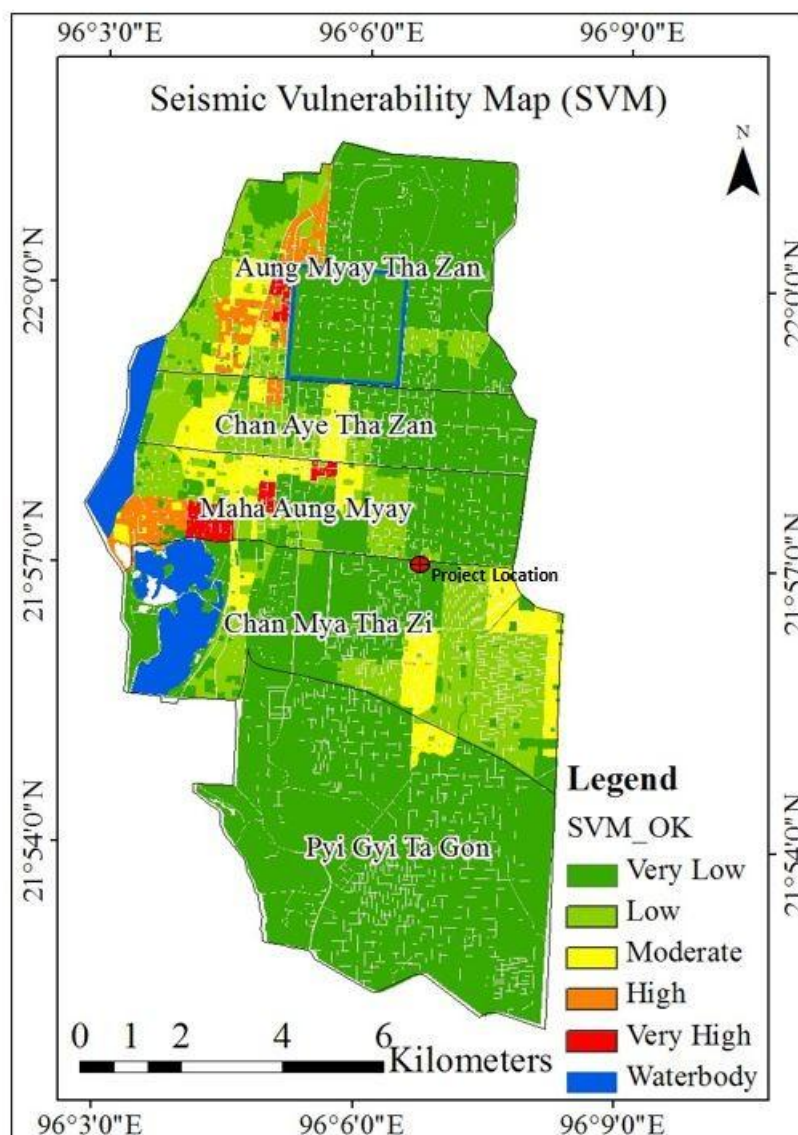 96°3'0"E 96°6'0"E 96°9'0"E
Seismic Vulnerability Map (SVM)
N
22°0'0"N
22°0'0"N
Aung Myay Tha Zan
Chan Aye Tha Zan
Maha Aung Myay
21°57'0"N
21°57'0"N
Project Location
Chan Mya Tha Zi
Legend
SVM_OK
21°54'0"N
21°54'0"N
Pyi Gyi Ta Gon
Very Low
Low
Moderate
High
Very High
Waterbody
0 1 2 4 6
Kilometers
96°3'0"E 96°6'0"E 96°9'0"E